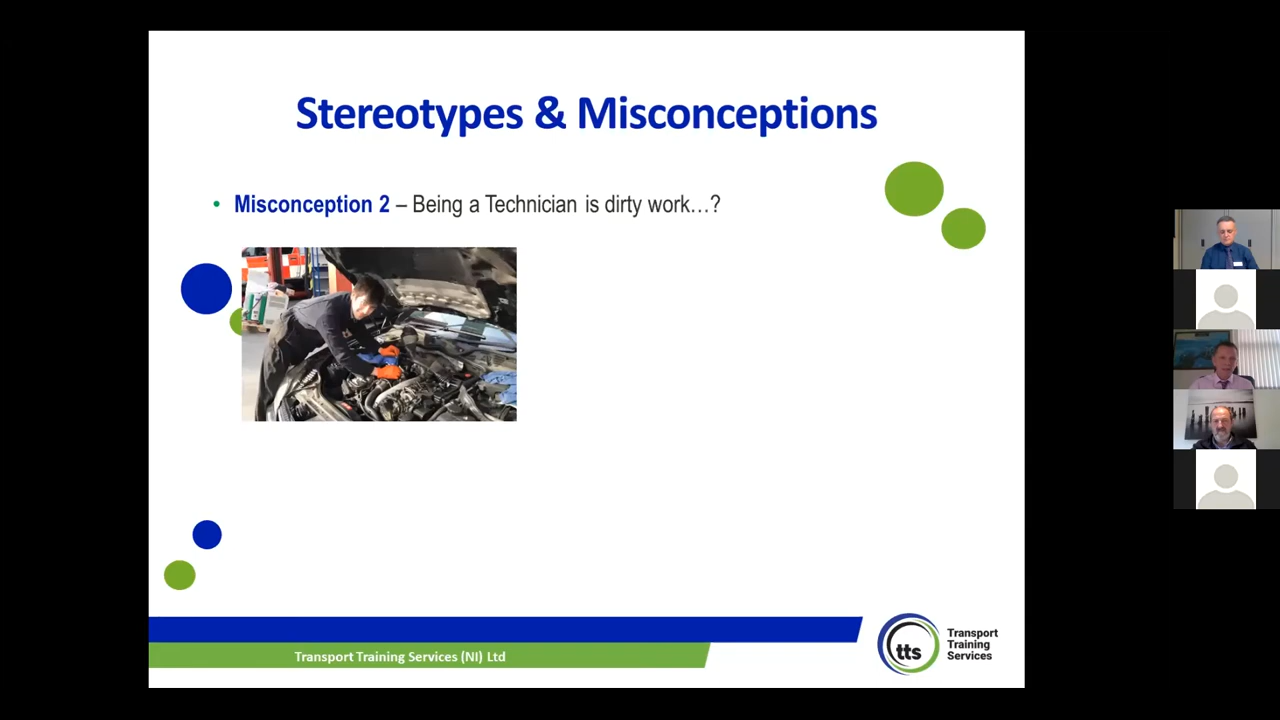 Stereotypes & Misconceptions
• Misconception 2 – Being a Technician is dirty work…?
Transport Training Services (NI) Ltd
tts
Transport
Training
Services